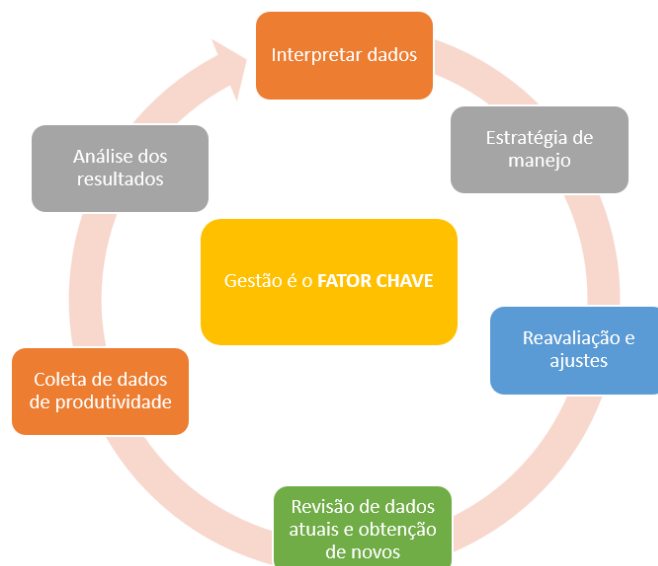 Interpretar dados
Estratégia de
manejo
Reavaliação e
ajustes
Revisão de dados
atuais e obtenção
de novos
Coleta de dados
de produtividade
Análise dos
resultados
Gestão é o FATOR CHAVE